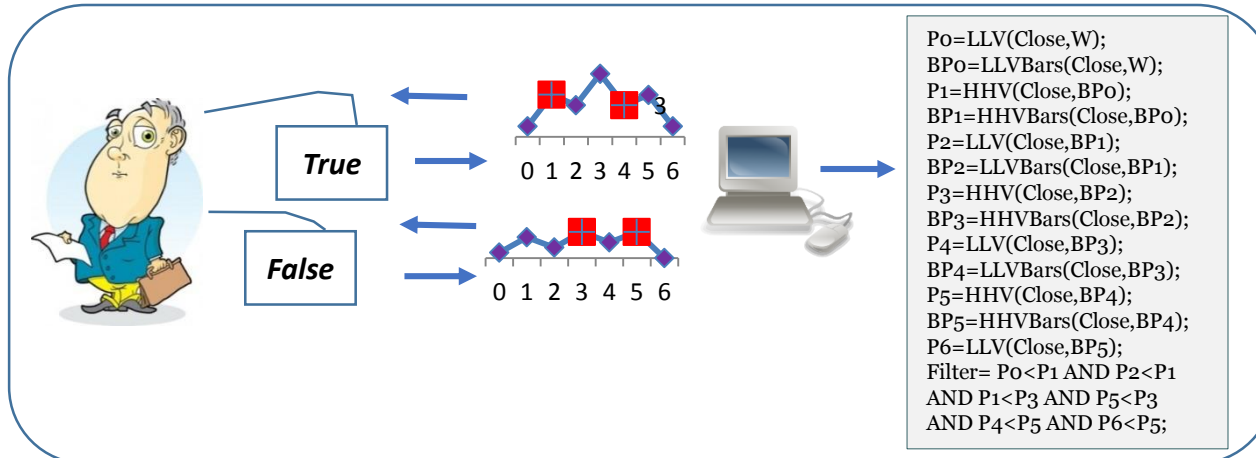 True
3
0 1 2 3 4 5 6
False
0 1 2 3 4 5 6
P0=LLV(Close,W);
BP0=LLVBars(Close,W);
P1=HHV(Close,BP0);
BP1=HHVBars(Close,BP0);
P2=LLV(Close,BP1);
BP2=LLVBars(Close,BP1);
P3=HHV(Close,BP2);
BP3=HHVBars(Close,BP2);
P4=LLV(Close,BP3);
BP4=LLVBars(Close,BP3);
P5=HHV(Close,BP4);
BP5=HHVBars(Close,BP4);
P6=LLV(Close,BP5);
Filter= P0<P1 AND P2<P1
AND P1<P3 AND P5<P3
AND P4<P5 AND P6<P5;